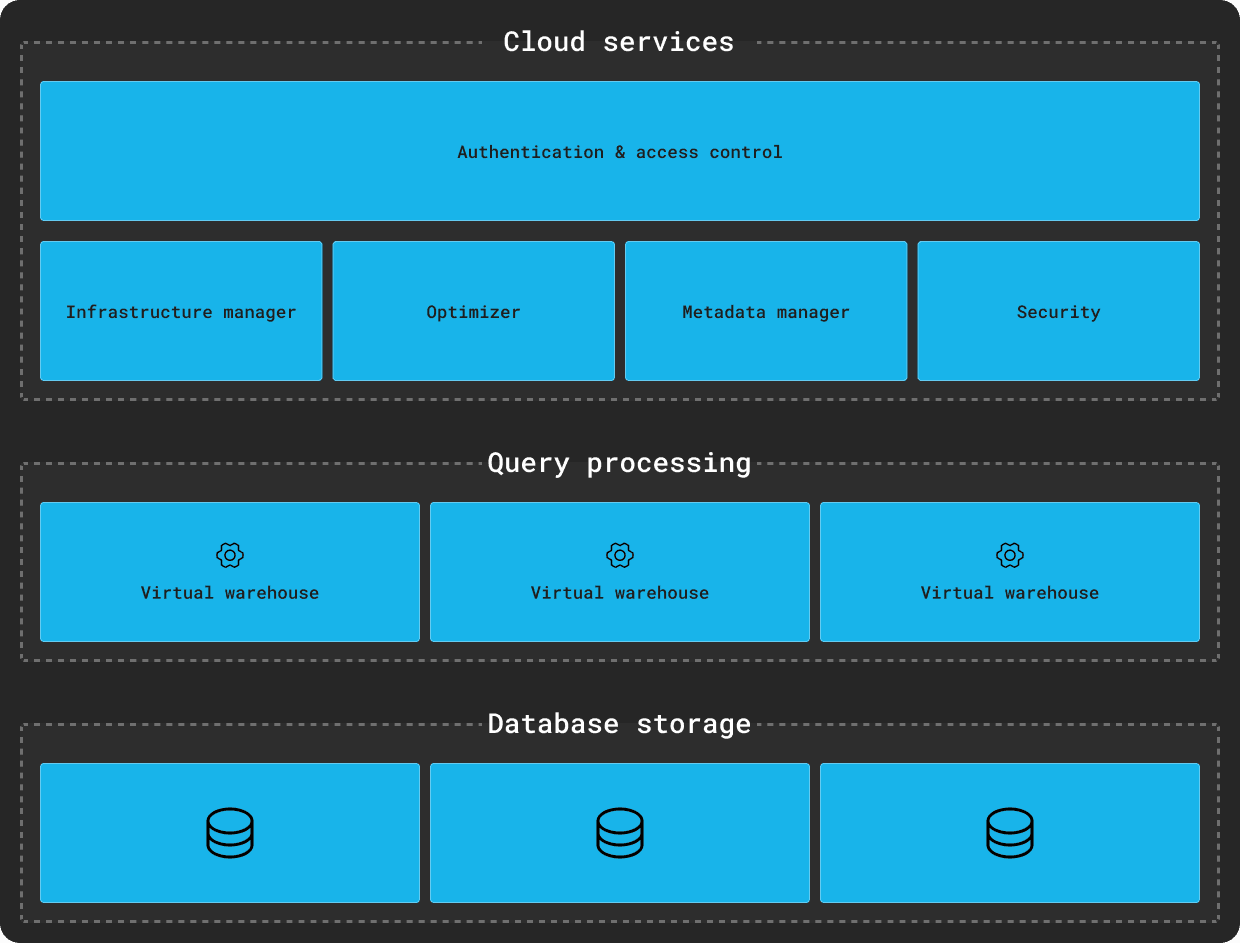 Cloud services
Authentication & access control
Infrastructure manager
Optimizer
Metadata manager
Security
Query processing
Virtual warehouse
Virtual warehouse
Virtual warehouse
Database storage